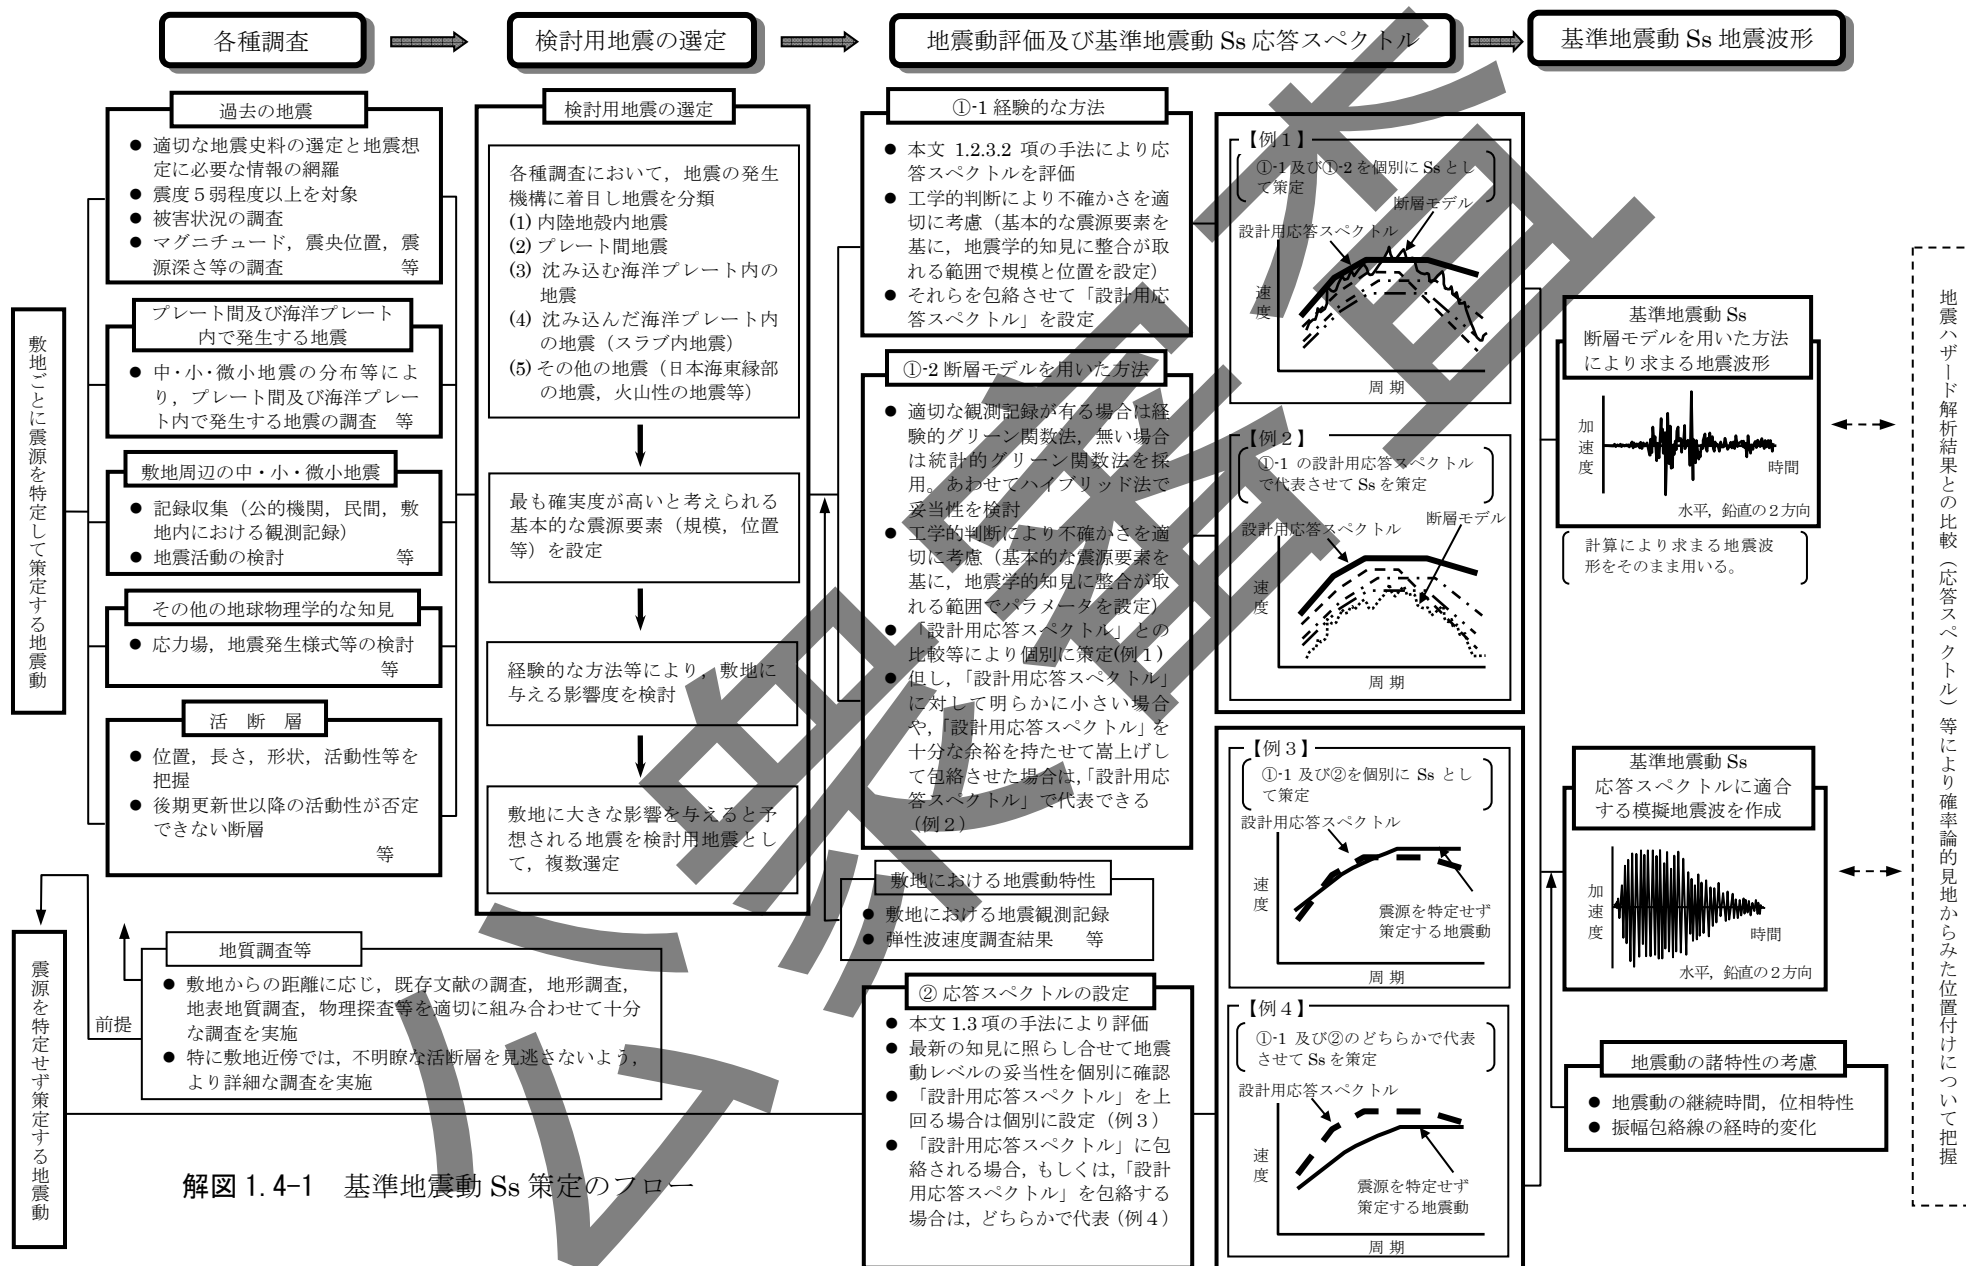 各種調査
検討用地震の選定
地震動評価及び基準地震動 Ss 応答スペクトル
基準地震動 Ss 地震波形
敷地ごとに震源を特定して策定する地震動
過去の地震
● 適切な地震史料の選定と地震想
定に必要な情報の網羅
● 震度５弱程度以上を対象
● 被害状況の調査
● マグニチュード，震央位置，震
源深さ等の調査　等
プレート間及び海洋プレート
内で発生する地震
● 中・小・微小地震の分布等によ
り，プレート間及び海洋プレー
ト内で発生する地震の調査　等
敷地周辺の中・小・微小地震
● 記録収集（公的機関，民間，敷
地内における観測記録）
● 地震活動の検討　等
その他の地球物理学的な知見
● 応力場，地震発生様式等の検討
等
活　断　層
● 位置，長さ，形状，活動性等を
把握
● 後期更新世以降の活動性が否定
できない断層
等
震源を特定せず策定する地震動
前提
地質調査等
● 敷地からの距離に応じ，既存文献の調査，地形調査，
地表地質調査，物理探査等を適切に組み合わせて十分
な調査を実施
● 特に敷地近傍では，不明瞭な活断層を見逃さないよう，
より詳細な調査を実施
検討用地震の選定
各種調査において，地震の発生
機構に着目し地震を分類
(1) 内陸地殻内地震
(2) プレート間地震
(3) 沈み込む海洋プレート内の
地震
(4) 沈み込んだ海洋プレート内
の地震（スラブ内地震）
(5) その他の地震（日本海東縁部
の地震，火山性の地震等）
最も確実度が高いと考えられる
基本的な震源要素（規模，位置
等）を設定
経験的な方法等により，敷地に
与える影響度を検討
敷地に大きな影響を与えると予
想される地震を検討用地震とし
て，複数選定
①-1 経験的な方法
● 本文 1.2.3.2 項の手法により応
答スペクトルを評価
● 工学的判断により不確かさを適
切に考慮（基本的な震源要素を
基に，地震学的知見に整合が取
れる範囲で規模と位置を設定）
● それらを包絡させて「設計用応
答スペクトル」を設定
①-2 断層モデルを用いた方法
● 適切な観測記録が有る場合は経
験的グリーン関数法，無い場合
は統計的グリーン関数法を採
用。あわせてハイブリッド法で
妥当性を検討
● 工学的判断により不確かさを適
切に考慮（基本的な震源要素を
基に，地震学的知見に整合が取
れる範囲でパラメータを設定）
● 「設計用応答スペクトル」との
比較等により個別に策定(例１)
● 但し，「設計用応答スペクトル」
に対して明らかに小さい場合
や，「設計用応答スペクトル」を
十分な余裕を持たせて嵩上げし
て包絡させた場合は，「設計用応
答スペクトル」で代表できる
（例２）
敷地における地震動特性
● 敷地における地震観測記録
● 弾性波速度調査結果　等
② 応答スペクトルの設定
● 本文 1.3 項の手法により評価
● 最新の知見に照らし合せて地震
動レベルの妥当性を個別に確認
● 「設計用応答スペクトル」を上
回る場合は個別に設定（例３）
● 「設計用応答スペクトル」に包
絡される場合，もしくは，「設計
用応答スペクトル」を包絡する
場合は，どちらかで代表（例４）
【例１】
①-1 及び①-2 を個別に Ss とし
て策定
断層モデル
設計用応答スペクトル
速度
周 期
【例２】
①-1 の設計用応答スペクトル
で代表させて Ss を策定
断層モデル
設計用応答スペクトル
速度
周 期
【例３】
①-1 及び②を個別に Ss とし
て策定
設計用応答スペクトル
速度
震源を特定せず
策定する地震動
周 期
【例４】
①-1 及び②のどちらかで代表
させて Ss を策定
設計用応答スペクトル
速度
震源を特定せず
策定する地震動
周 期
基準地震動 Ss
断層モデルを用いた方法
により求まる地震波形
加速度
時間
水平，鉛直の２方向
計算により求まる地震波
形をそのまま用いる。
基準地震動 Ss
応答スペクトルに適合
する模擬地震波を作成
加速度
時間
水平，鉛直の２方向
地震動の諸特性の考慮
● 地震動の継続時間，位相特性
● 振幅包絡線の経時的変化
地震ハザード解析結果との比較（応答スペクトル）等により確率論的見地からみた位置付けについて把握
解図 1.4-1　基準地震動 Ss 策定のフロー
公衆審査版